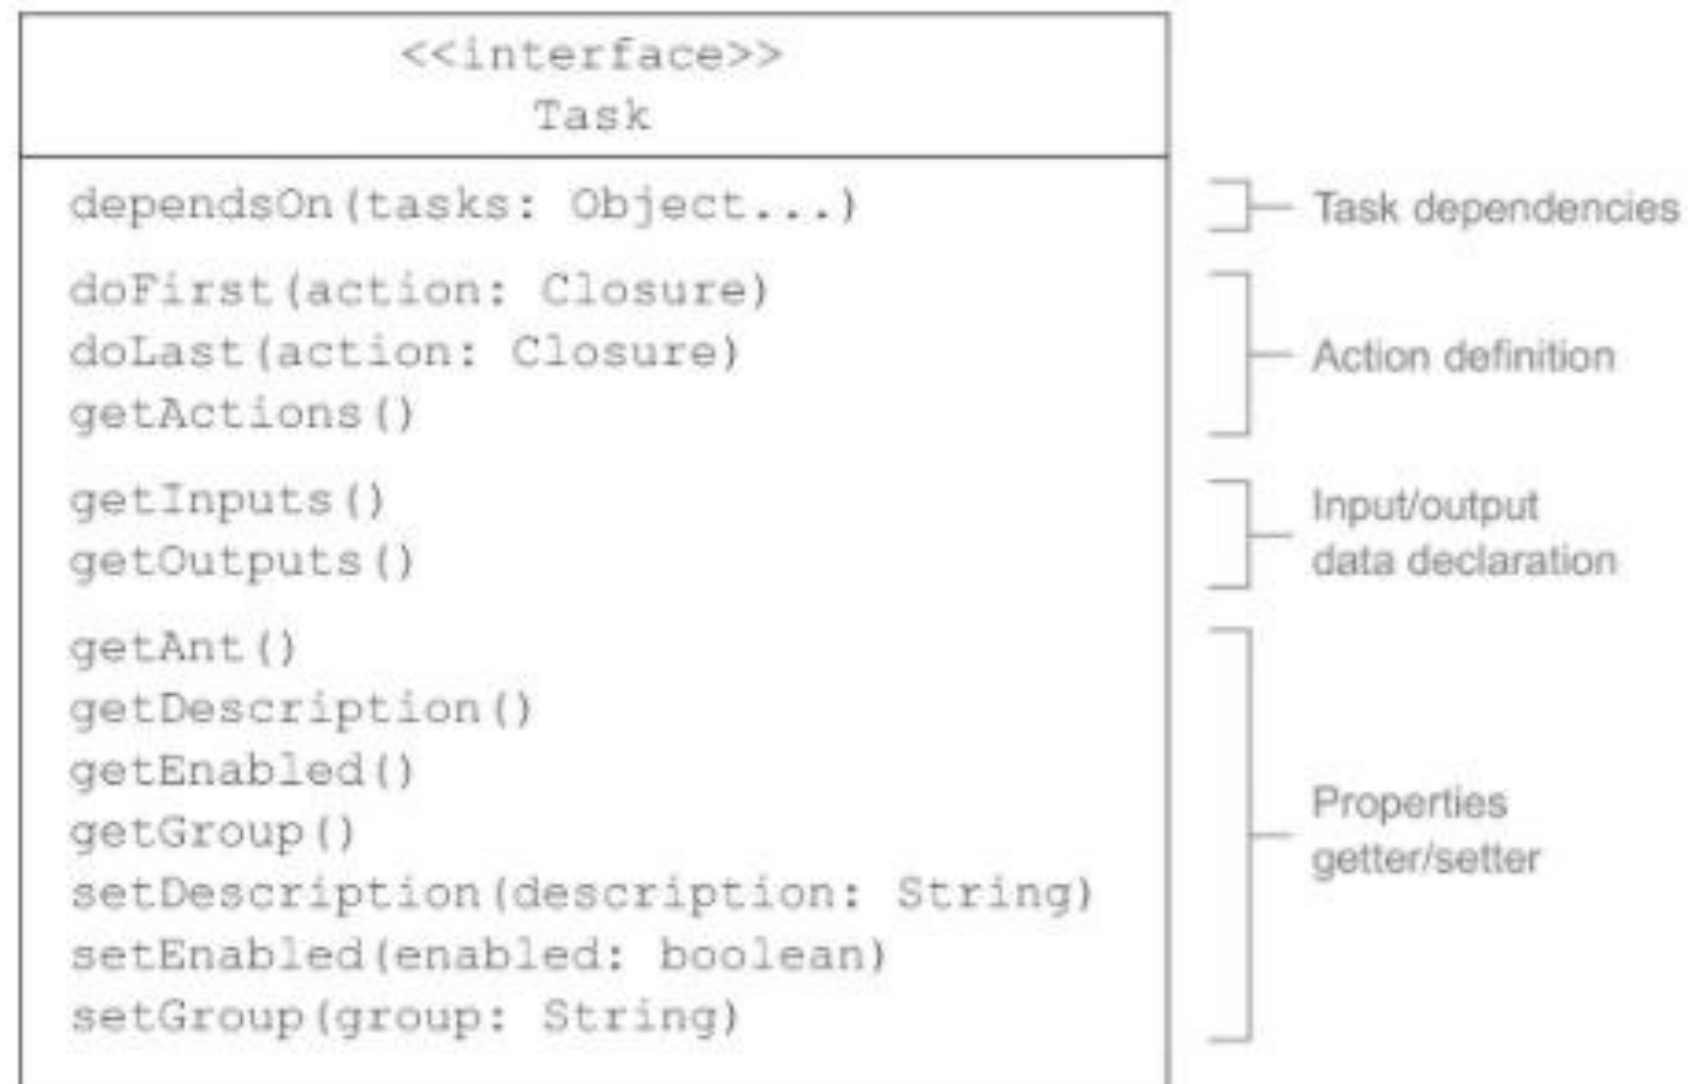 <<interface>>
Task
dependsOn(tasks: Object...)
doFirst(action: Closure)
doLast(action: Closure)
getActions()
getInputs()
getOutputs()
getAnt()
getDescription()
getEnabled()
getGroup()
setDescription(description: String)
setEnabled(enabled: boolean)
setGroup(group: String)
Task dependencies
Action definition
Input/output
data declaration
Properties
getter/setter